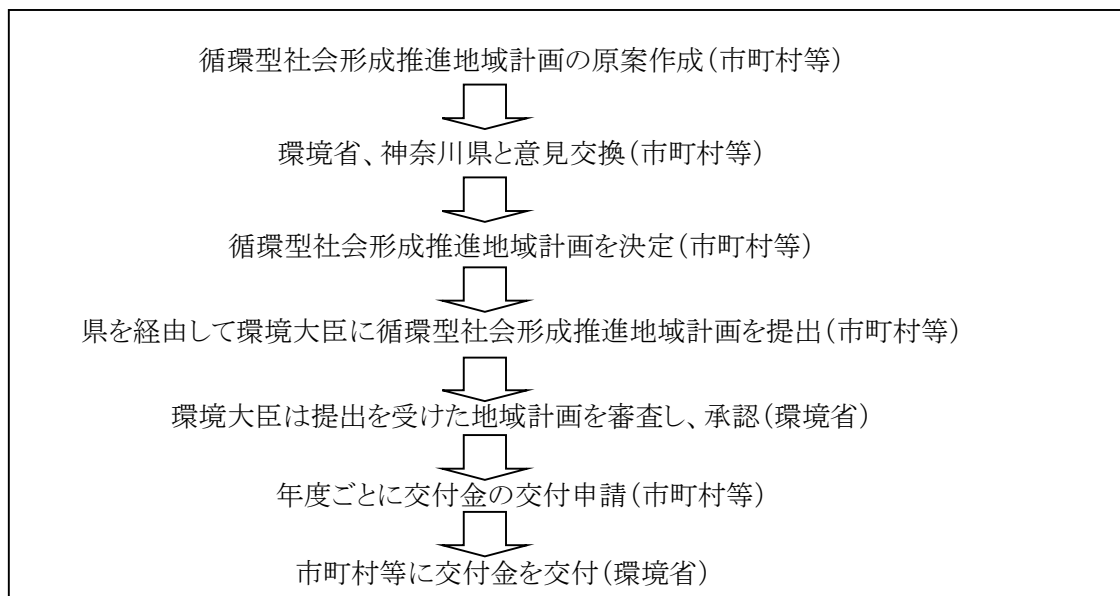 循環型社会形成推進地域計画の原案作成(市町村等)
環境省、神奈川県と意見交換(市町村等)
循環型社会形成推進地域計画を決定(市町村等)
県を経由して環境大臣に循環型社会形成推進地域計画を提出(市町村等)
環境大臣は提出を受けた地域計画を審査し、承認(環境省)
年度ごとに交付金の交付申請(市町村等)
市町村等に交付金を交付(環境省)